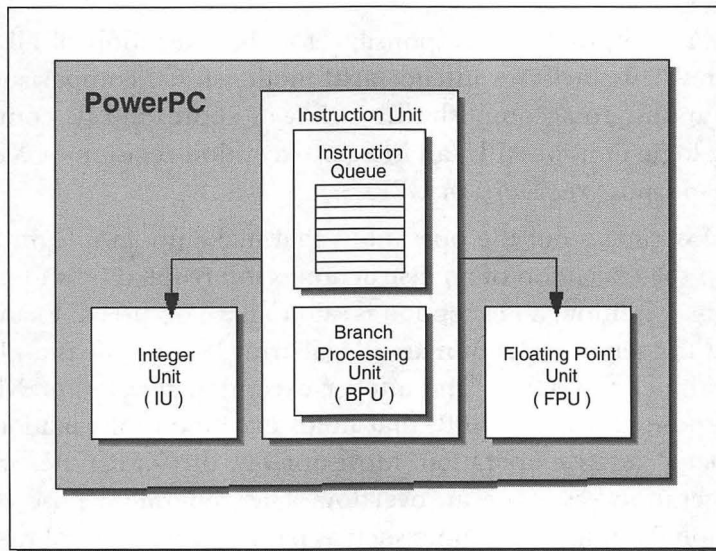 PowerPC
Instruction Unit
Instruction
Queue
Integer
Unit
( IU )
Branch
Processing
Unit
( BPU )
Floating Point
Unit
( FPU )